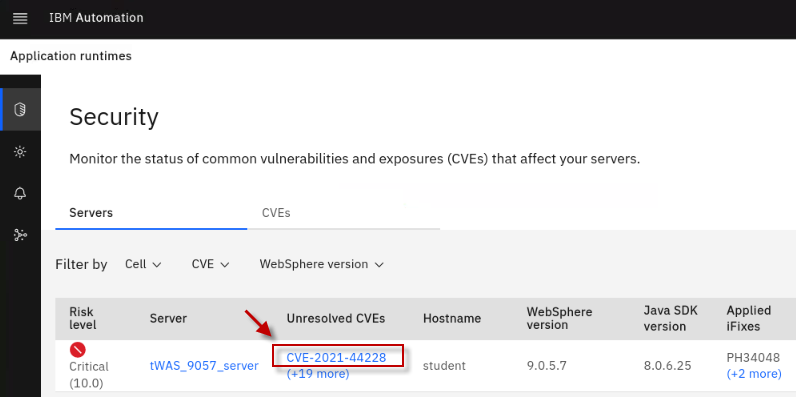 IBM Automation
Application runtimes
Security
Monitor the status of common vulnerabilities and exposures (CVEs) that affect your servers.
Servers CVEs
Filter by Cell CVE WebSphere version
Risk level Server Unresolved CVEs Hostname WebSphere version Java SDK version Applied iFixes
Critical (10.0) tWAS_9057_server CVE-2021-44228 (+19 more) student 9.0.5.7 8.0.6.25 PH34048 (+2 more)